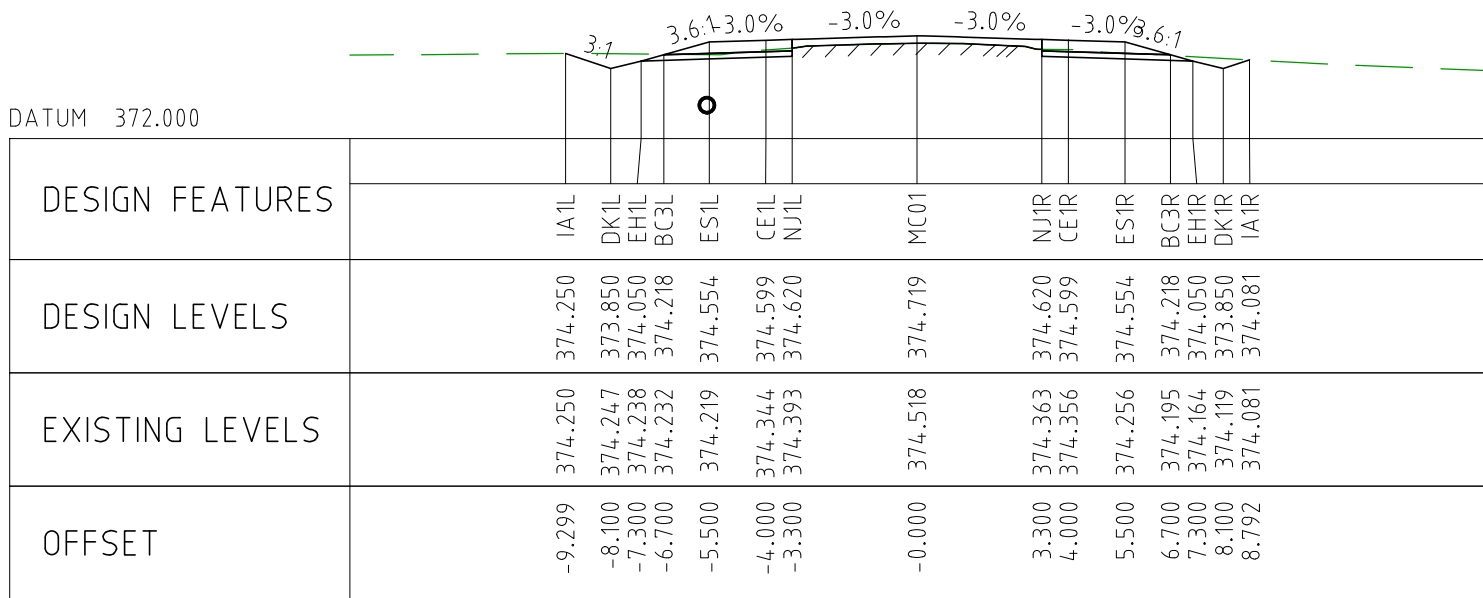 3:1 3.6:1 -3.0% -3.0% -3.0% -3.0% 3.6:1
DATUM 372.000
DESIGN FEATURES IA1L DK1L EH1L BC3L ES1L CE1L NJ1L MC01 NJ1R CE1R ES1R BC3R EH1R DK1R IA1R
DESIGN LEVELS 374.250 373.850 374.050 374.218 374.554 374.599 374.620 374.719 374.620 374.599 374.554 374.218 374.050 373.850 374.081
EXISTING LEVELS 374.250 374.247 374.238 374.232 374.219 374.344 374.393 374.518 374.363 374.356 374.256 374.195 374.164 374.119 374.081
OFFSET -9.299 -8.100 -7.300 -6.700 -5.500 -4.000 -3.300 -0.000 3.300 4.000 5.500 6.700 7.300 8.100 8.792